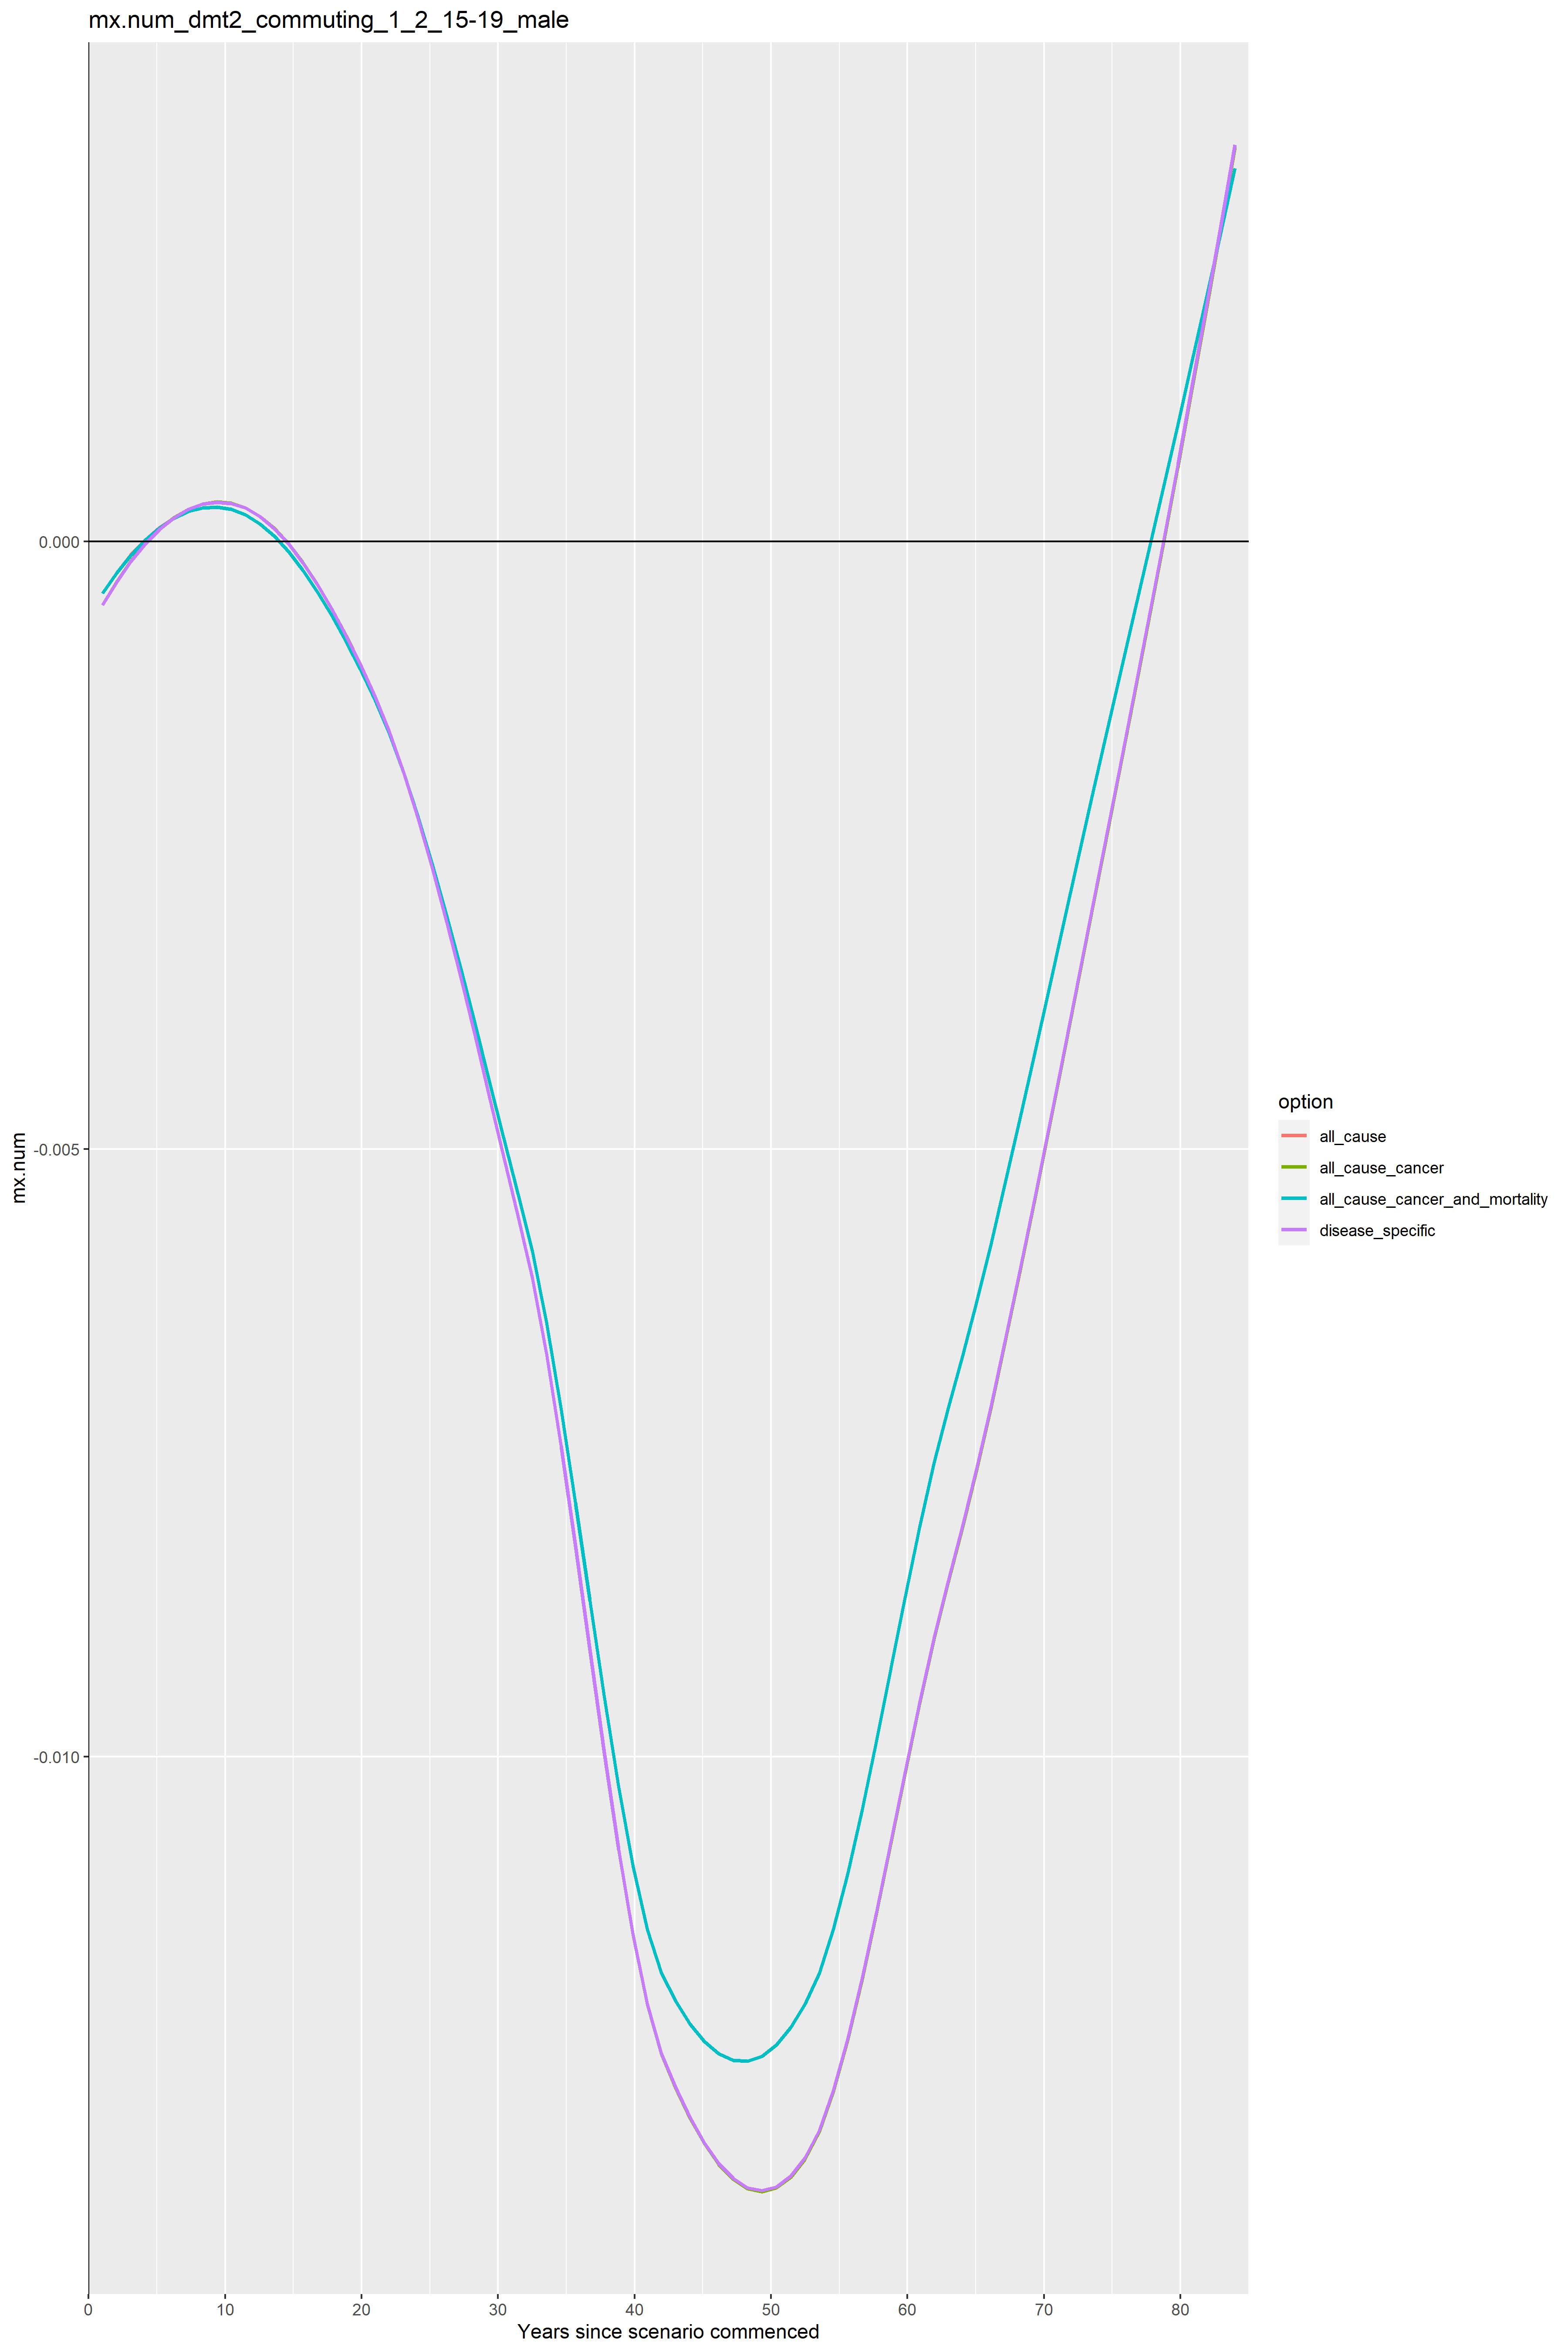 mx.num_dmt2_commuting_1_2_15-19_male
0.000
-0.005
-0.010
mx.num
0 10 20 30 40 50 60 70 80
Years since scenario commenced
option
all_cause
all_cause_cancer
all_cause_cancer_and_mortality
disease_specific